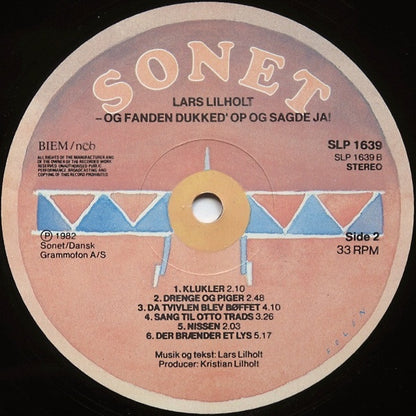 SONET
LARS LILHOLT
– OG FANDEN DUKKED' OP OG SAGDE JA!
BIEM/ncb
ALL RIGHTS OF THE MANUFACTURER AND
OF THE OWNER OF THE RECORDED WORK
RESERVED. UNAUTHORISED PUBLIC
PERFORMANCE, BROADCASTING AND
COPYING OF THIS RECORD PROHIBITED.
SLP 1639
SLP 1639 B
STEREO
Ⓟ 1982
Sonet/Dansk
Grammofon A/S
Side 2
33 RPM
1. KLUKLER 2.10
2. DRENGE OG PIGER 2.48
3. DA TVIVLEN BLEV BØFFET 4.10
4. SANG TIL OTTO TRADS 3.26
5. NISSEN 2.03
6. DER BRÆNDER ET LYS 5.17
Musik og tekst: Lars Lilholt
Producer: Kristian Lilholt